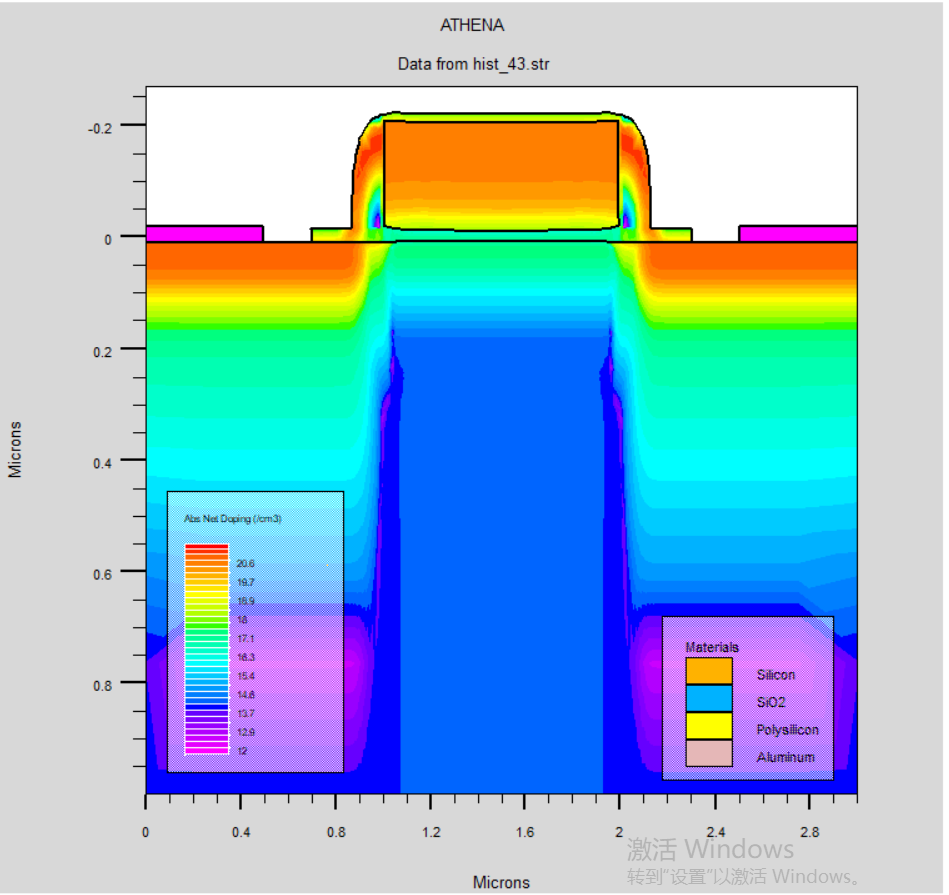 ATHENA
Data from hist_43.str
-0.2
0
0.2
0.4
0.6
0.8
Microns
Abs Net Doping (/cm3)
20.6
19.7
18.9
18
17.1
16.3
15.4
14.6
13.7
12.9
12
Materials
Silicon
SiO2
Polysilicon
Aluminum
0 0.4 0.8 1.2 1.6 2 2.4 2.8
Microns
激活 Windows
转到"设置"以激活 Windows。